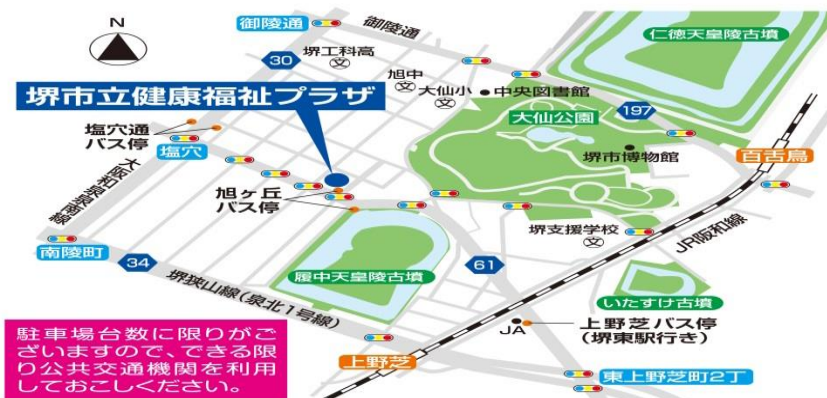 N
御陵通
御陵通
仁徳天皇陵古墳
30
堺工科高
文
旭中
文
大仙小
文
中央図書館
堺市立健康福祉プラザ
大仙公園
197
塩穴通
バス停
塩穴
堺市博物館
百舌鳥
大阪和泉泉南線
旭ヶ丘
バス停
堺支援学校
文
JR阪和線
南陵町
34
堺狭山線(泉北1号線)
履中天皇陵古墳
61
いたすけ古墳
JA
上野芝バス停
(堺東駅行き)
駐車場台数に限りがご
ざいますので、できる限
り公共交通機関を利用
しておこしください。
上野芝
東上野芝町2丁